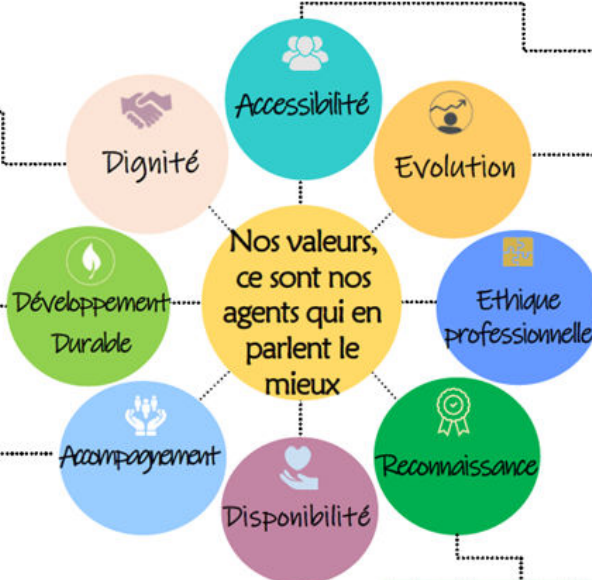 Accessibilité
Evolution
Ethique
professionnelle
Reconnaissance
Disponibilité
Accompagnement
Développement
Durable
Dignité
Nos valeurs,
ce sont nos
agents qui en
parlent le
mieux